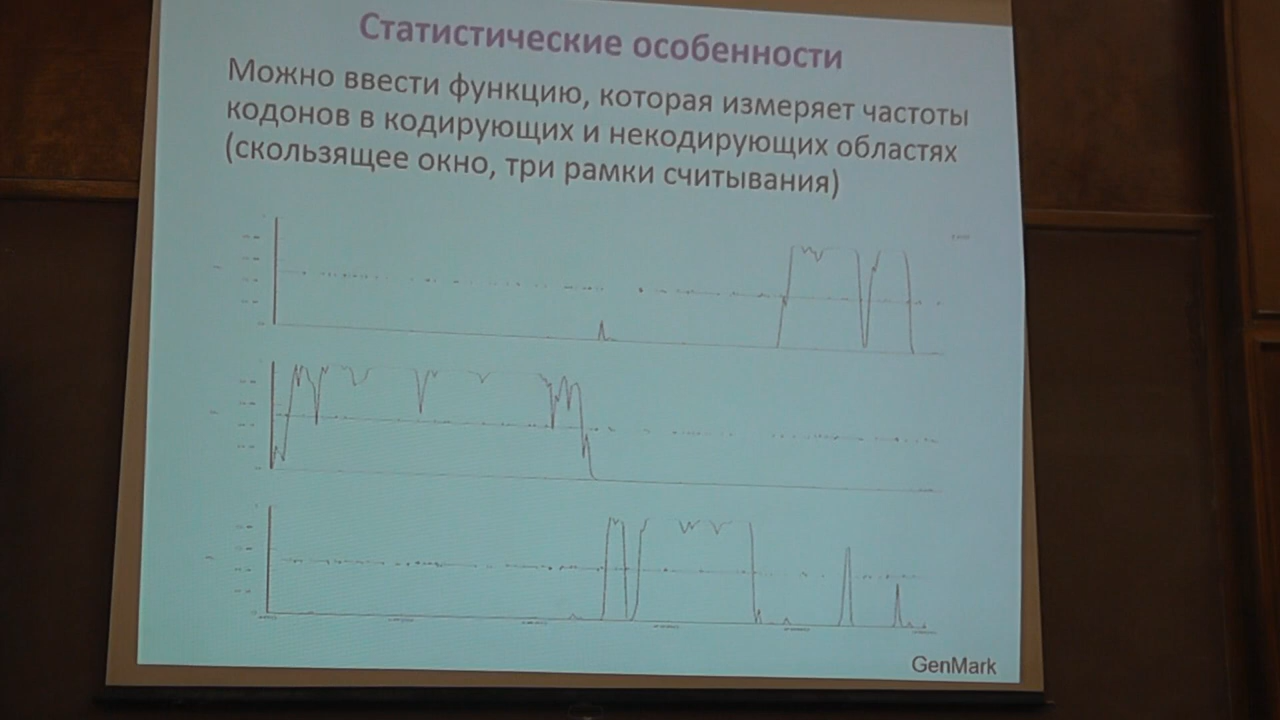 Статистические особенности
Можно ввести функцию, которая измеряет частоты
кодонов в кодирующих и некодирующих областях
(скользящее окно, три рамки считывания)
GenMark